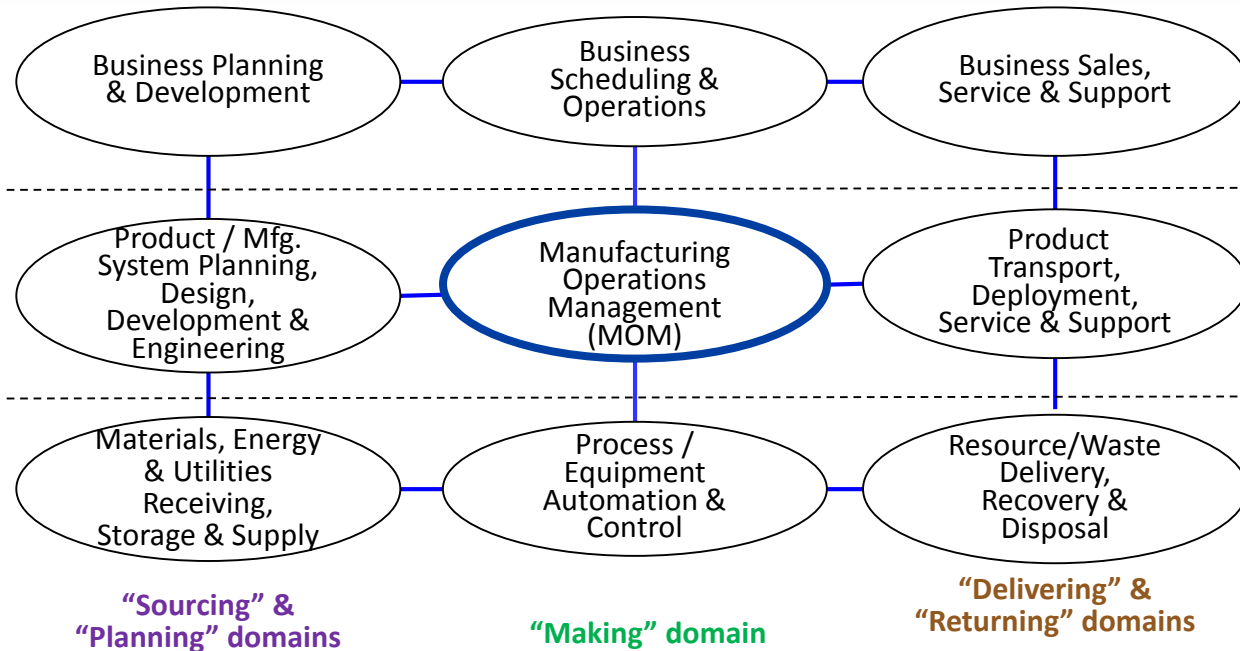 Business Planning
& Development
Business
Scheduling &
Operations
Business Sales,
Service & Support
Product / Mfg.
System Planning,
Design,
Development &
Engineering
Manufacturing
Operations
Management
(MOM)
Product
Transport,
Deployment,
Service & Support
Materials, Energy
& Utilities
Receiving,
Storage & Supply
Process /
Equipment
Automation &
Control
Resource/Waste
Delivery,
Recovery &
Disposal
“Sourcing” &
“Planning” domains
“Making” domain
“Delivering” &
“Returning” domains